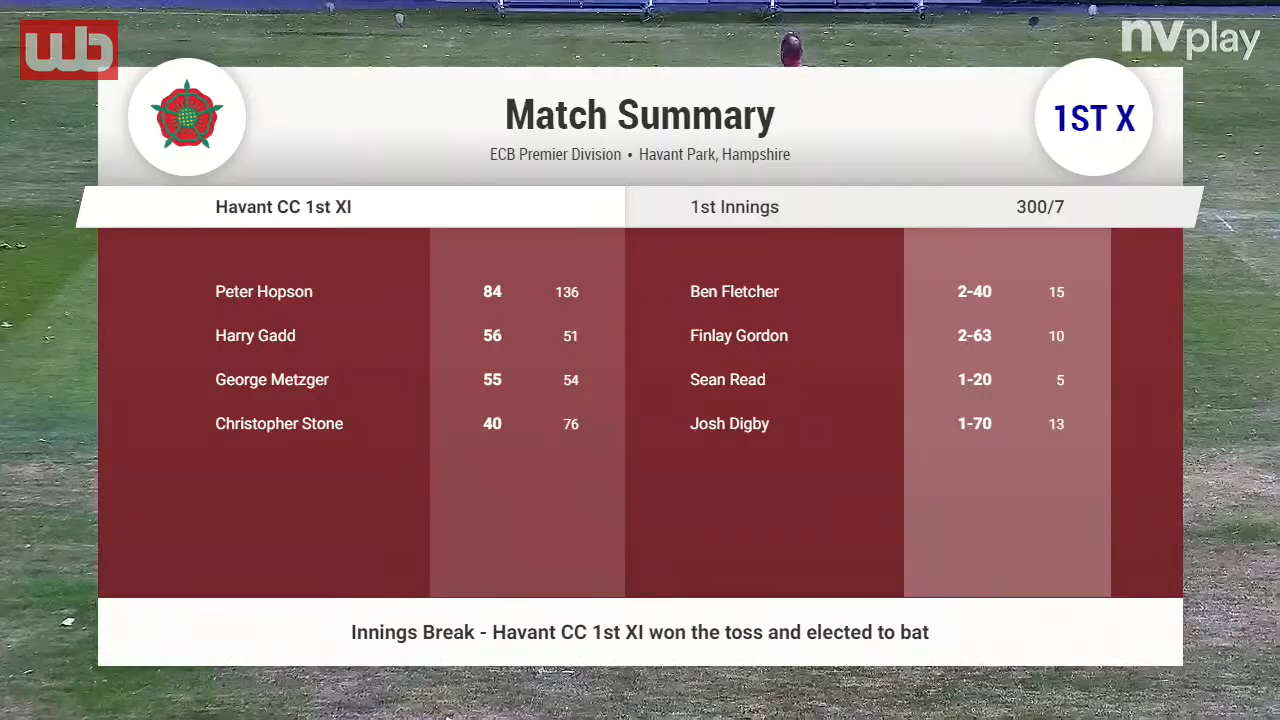 wb
nvplay
Match Summary
1ST X
ECB Premier Division • Havant Park, Hampshire
Havant CC 1st XI 1st Innings 300/7
Peter Hopson 84 136 Ben Fletcher 2-40 15
Harry Gadd 56 51 Finlay Gordon 2-63 10
George Metzger 55 54 Sean Read 1-20 5
Christopher Stone 40 76 Josh Digby 1-70 13
Innings Break - Havant CC 1st XI won the toss and elected to bat